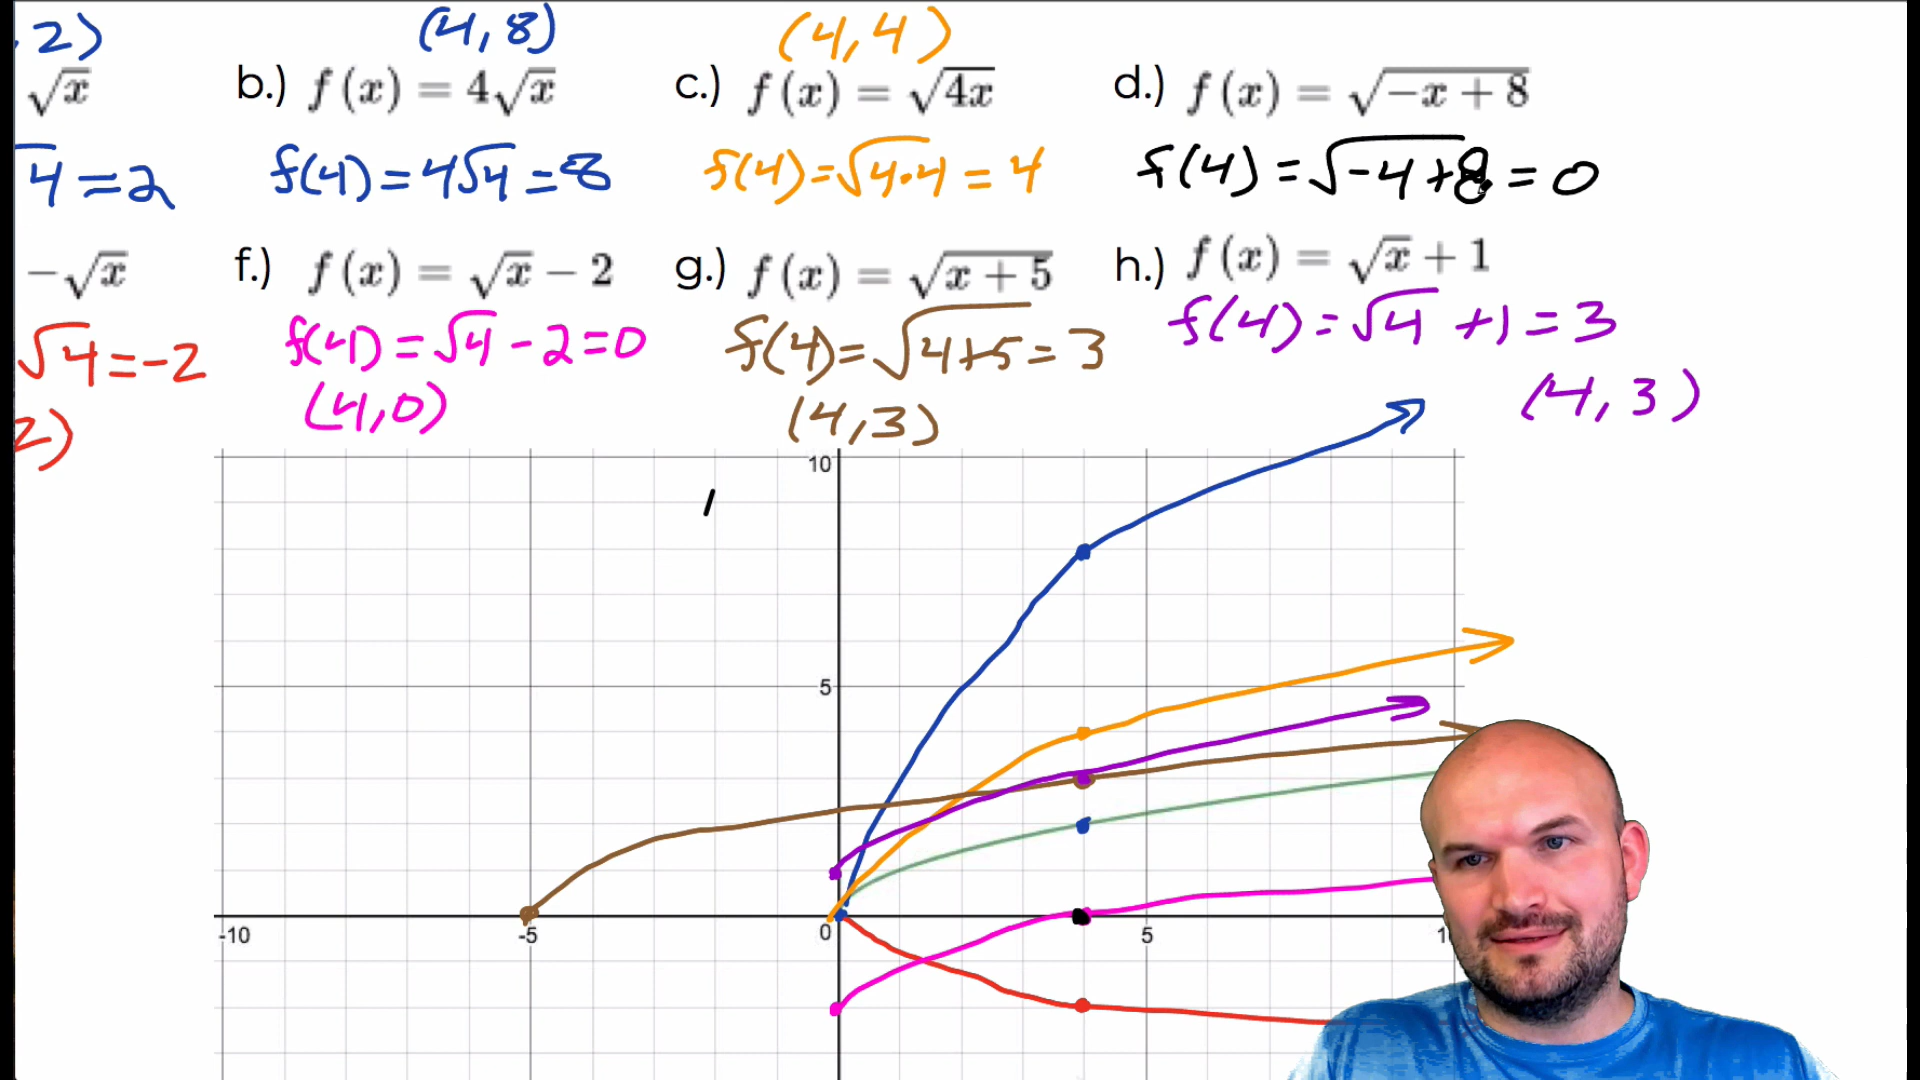 2) (4,8) (4,4)
√x b.) f(x) = 4√x c.) f(x) = √4x d.) f(x) = √-x + 8
√4=2 f(4)=4√4=8 f(4)=√4·4=4 f(4)=√-4+8=0
-√x f.) f(x) = √x - 2 g.) f(x) = √x + 5 h.) f(x) = √x + 1
√4=-2 f(4)=√4-2=0 f(4)=√4+5=3 f(4)=√4+1=3
2) (4,0) (4,3) (4,3)
10
5
-10 -5 0 5